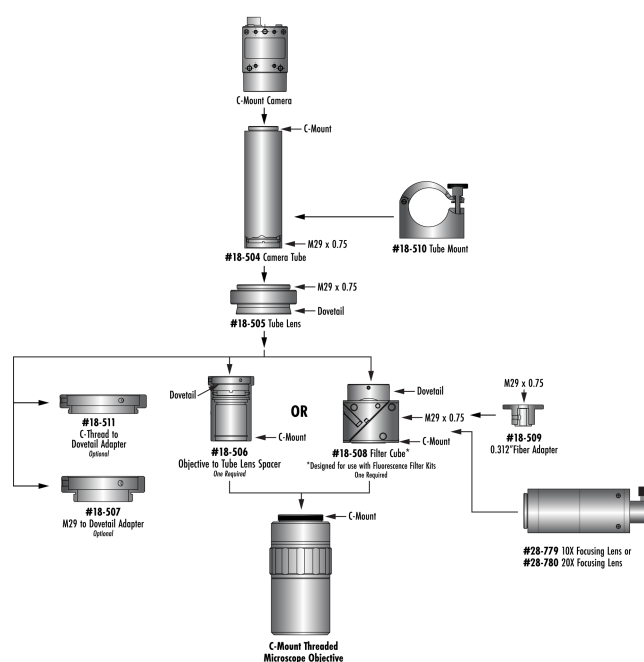 C-Mount Camera
C-Mount
M29 x 0.75
#18-504 Camera Tube
#18-510 Tube Mount
M29 x 0.75
Dovetail
#18-505 Tube Lens
#18-511
C-Thread to
Dovetail Adapter
Optional
#18-507
M29 to Dovetail Adapter
Optional
Dovetail
C-Mount
#18-506
Objective to Tube Lens Spacer
One Required
OR
Dovetail
M29 x 0.75
C-Mount
#18-508 Filter Cube*
*Designed for use with Fluorescence Filter Kits
One Required
M29 x 0.75
#18-509
0.312"Fiber Adapter
#28-779 10X Focusing Lens or
#28-780 20X Focusing Lens
C-Mount
C-Mount Threaded
Microscope Objective